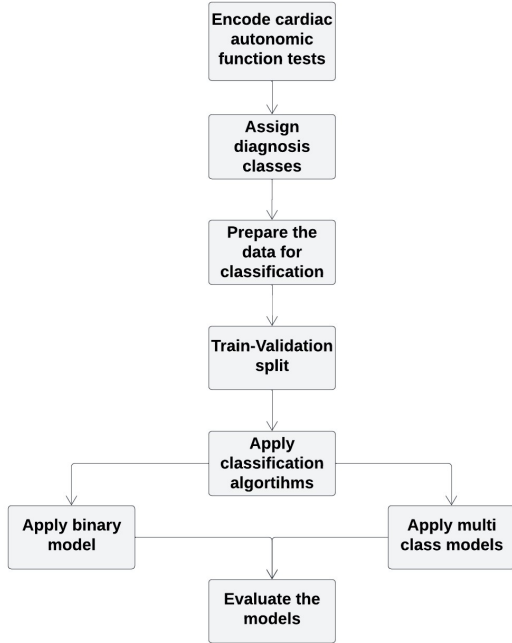 Encode cardiac
autonomic
function tests
Assign
diagnosis
classes
Prepare the
data for
classification
Train-Validation
split
Apply
classification
algortihms
Apply binary
model
Apply multi
class models
Evaluate the
models